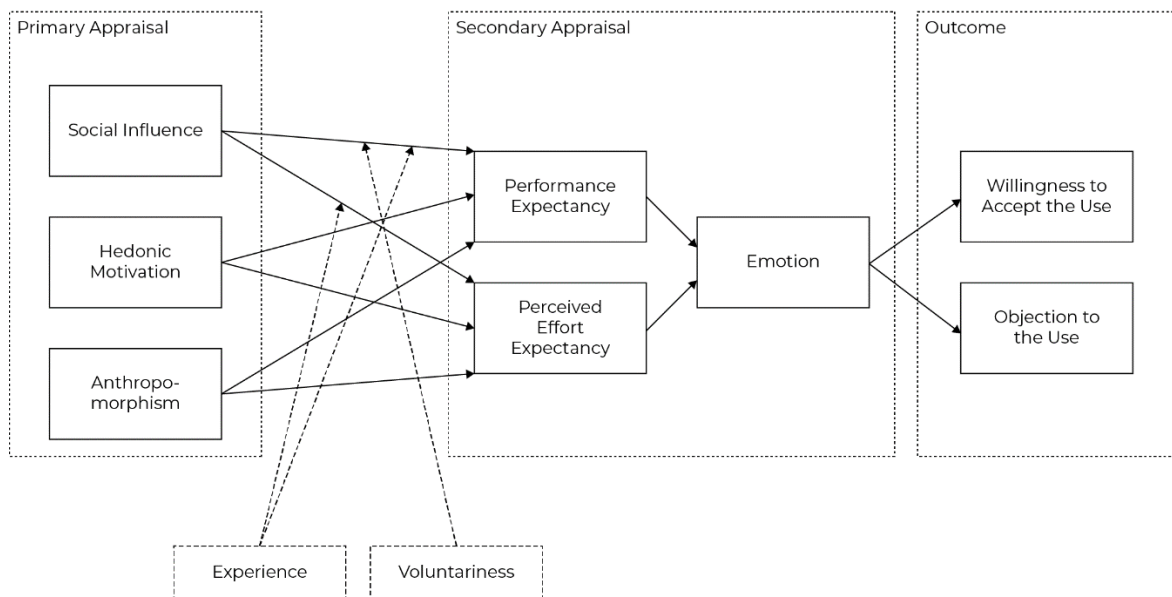 Primary Appraisal
Secondary Appraisal
Outcome
Social Influence
Hedonic
Motivation
Anthropo-
morphism
Performance
Expectancy
Perceived
Effort
Expectancy
Emotion
Willingness to
Accept the Use
Objection to
the Use
Experience
Voluntariness